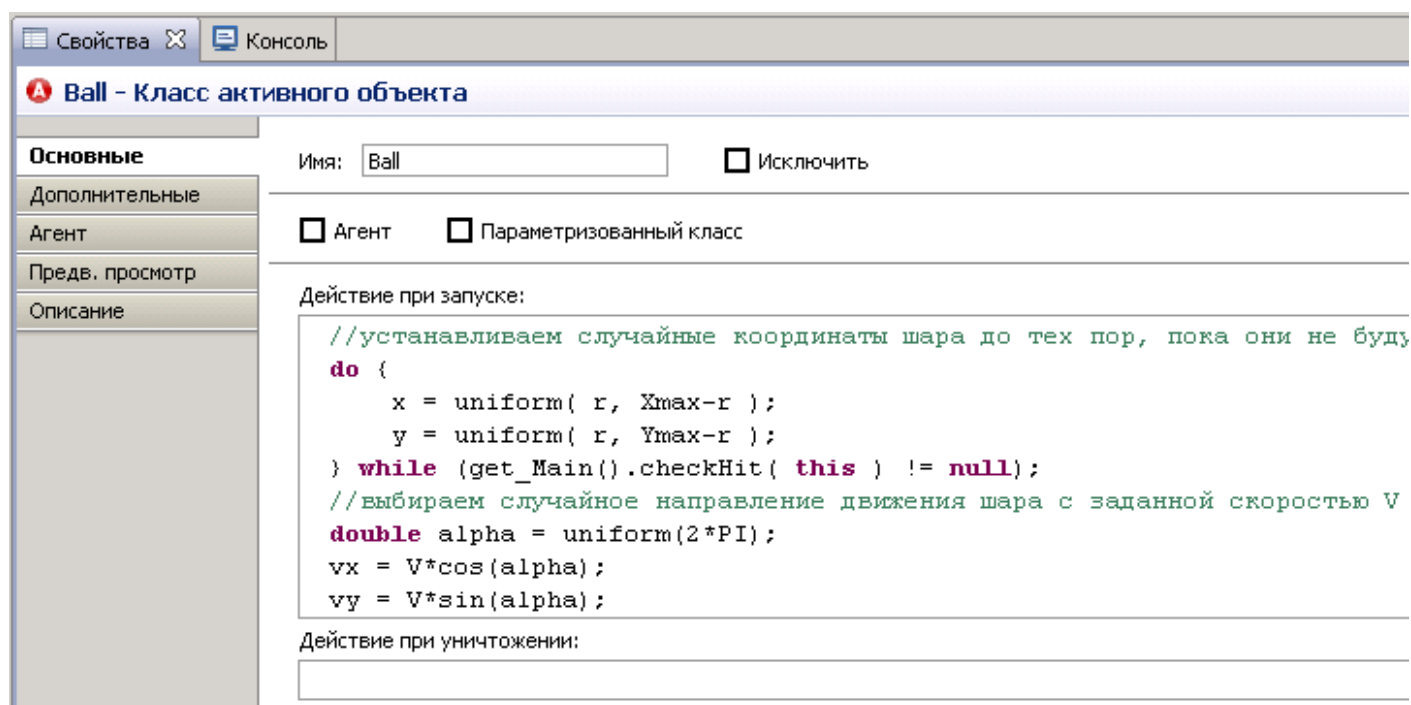 Свойства Консоль
Ball - Класс активного объекта
Основные
Дополнительные
Агент
Предв. просмотр
Описание
Имя: Ball Исключить
Агент Параметризованный класс
Действие при запуске:
//устанавливаем случайные координаты шара до тех пор, пока они не буду
do {
x = uniform( r, Xmax-r );
y = uniform( r, Ymax-r );
} while (get_Main().checkHit( this ) != null);
//выбираем случайное направление движения шара с заданной скоростью V
double alpha = uniform(2*PI);
vx = V*cos(alpha);
vy = V*sin(alpha);
Действие при уничтожении: